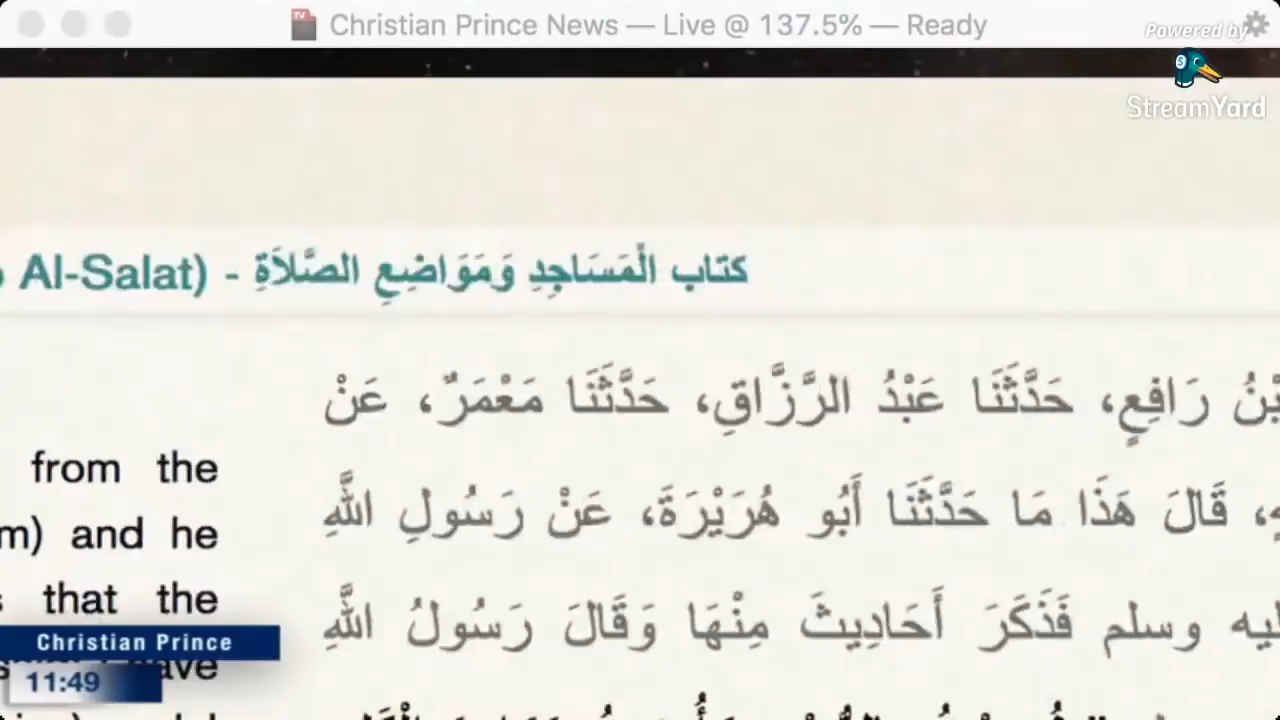 Christian Prince News — Live @ 137.5% — Ready
Powered by
StreamYard
Al-Salat) - كتاب الْمَسَاجِدِ وَمَوَاضِعِ الصَّلاَةِ
بْنُ رَافِعٍ، حَدَّثَنَا عَبْدُ الرَّزَّاقِ، حَدَّثَنَا مَعْمَرٌ، عَنْ
قَالَ هَذَا مَا حَدَّثَنَا أَبُو هُرَيْرَةَ، عَنْ رَسُولِ اللَّهِ
وسلم فَذَكَرَ أَحَادِيثَ مِنْهَا وَقَالَ رَسُولُ اللَّهِ
from the
and he
that the
Christian Prince
11:49